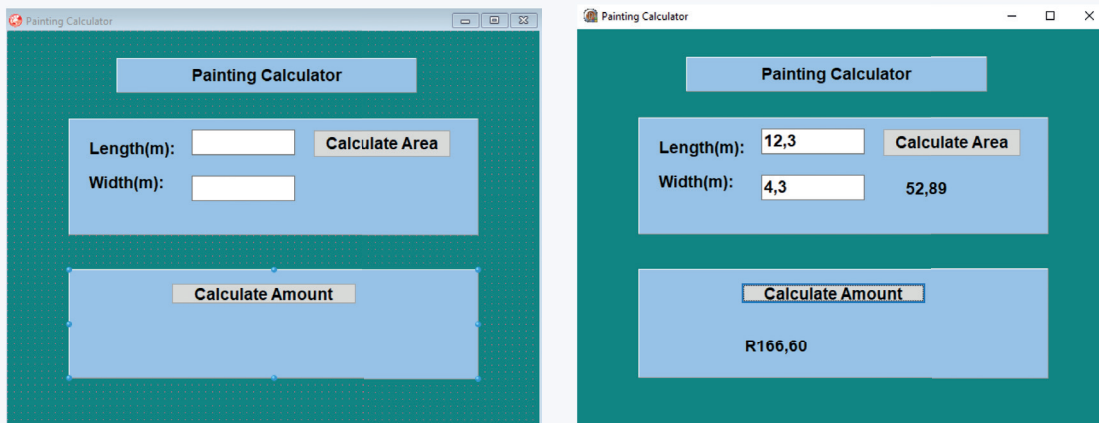 Painting Calculator
Painting Calculator
Length(m):
Calculate Area
Width(m):
Calculate Amount
Painting Calculator
Painting Calculator
Length(m): 12,3
Calculate Area
Width(m): 4,3
52,89
Calculate Amount
R166,60